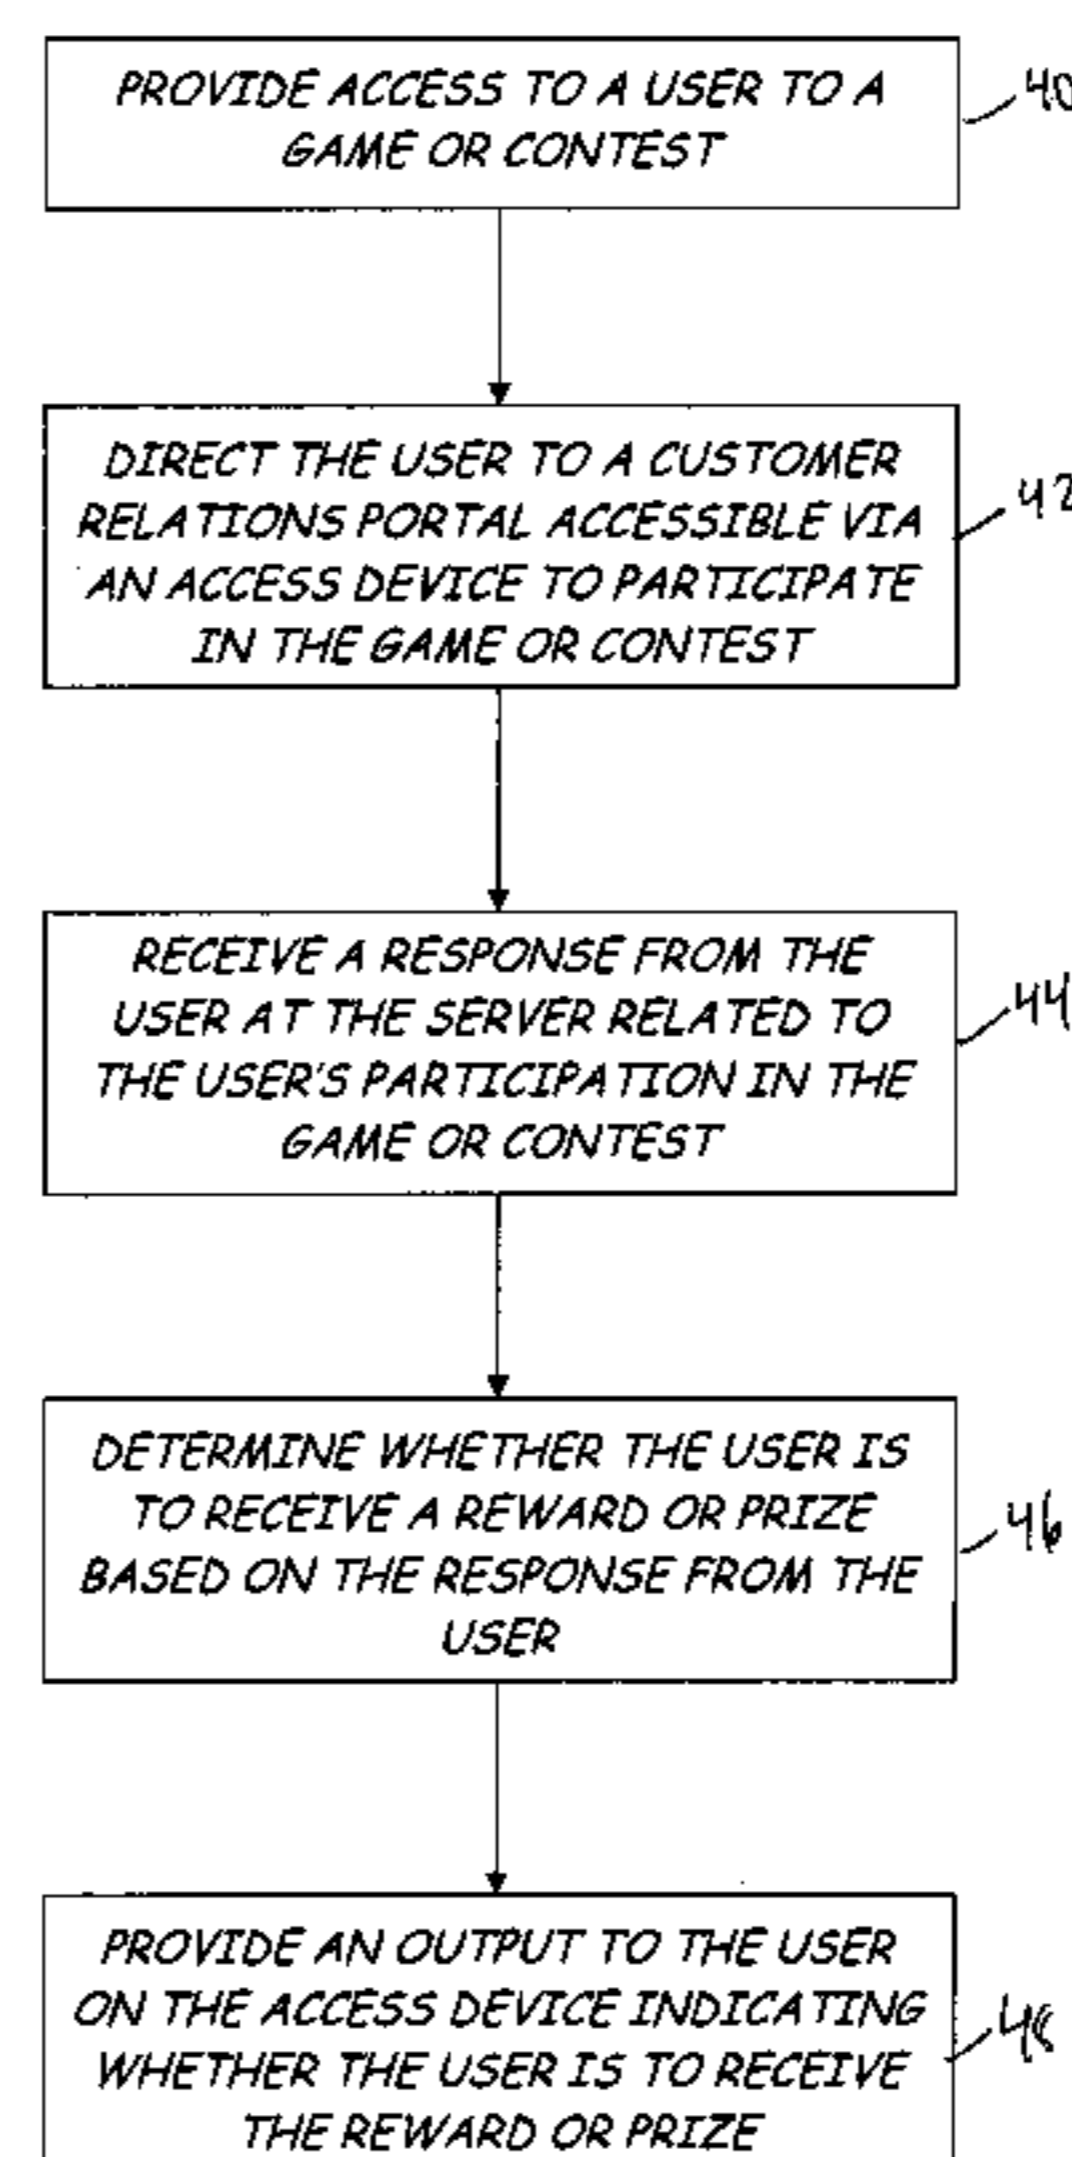 PROVIDE ACCESS TO A USER TO A
GAME OR CONTEST
40
DIRECT THE USER TO A CUSTOMER
RELATIONS PORTAL ACCESSIBLE VIA
AN ACCESS DEVICE TO PARTICIPATE
IN THE GAME OR CONTEST
42
RECEIVE A RESPONSE FROM THE
USER AT THE SERVER RELATED TO
THE USER'S PARTICIPATION IN THE
GAME OR CONTEST
44
DETERMINE WHETHER THE USER IS
TO RECEIVE A REWARD OR PRIZE
BASED ON THE RESPONSE FROM THE
USER
46
PROVIDE AN OUTPUT TO THE USER
ON THE ACCESS DEVICE INDICATING
WHETHER THE USER IS TO RECEIVE
THE REWARD OR PRIZE
48